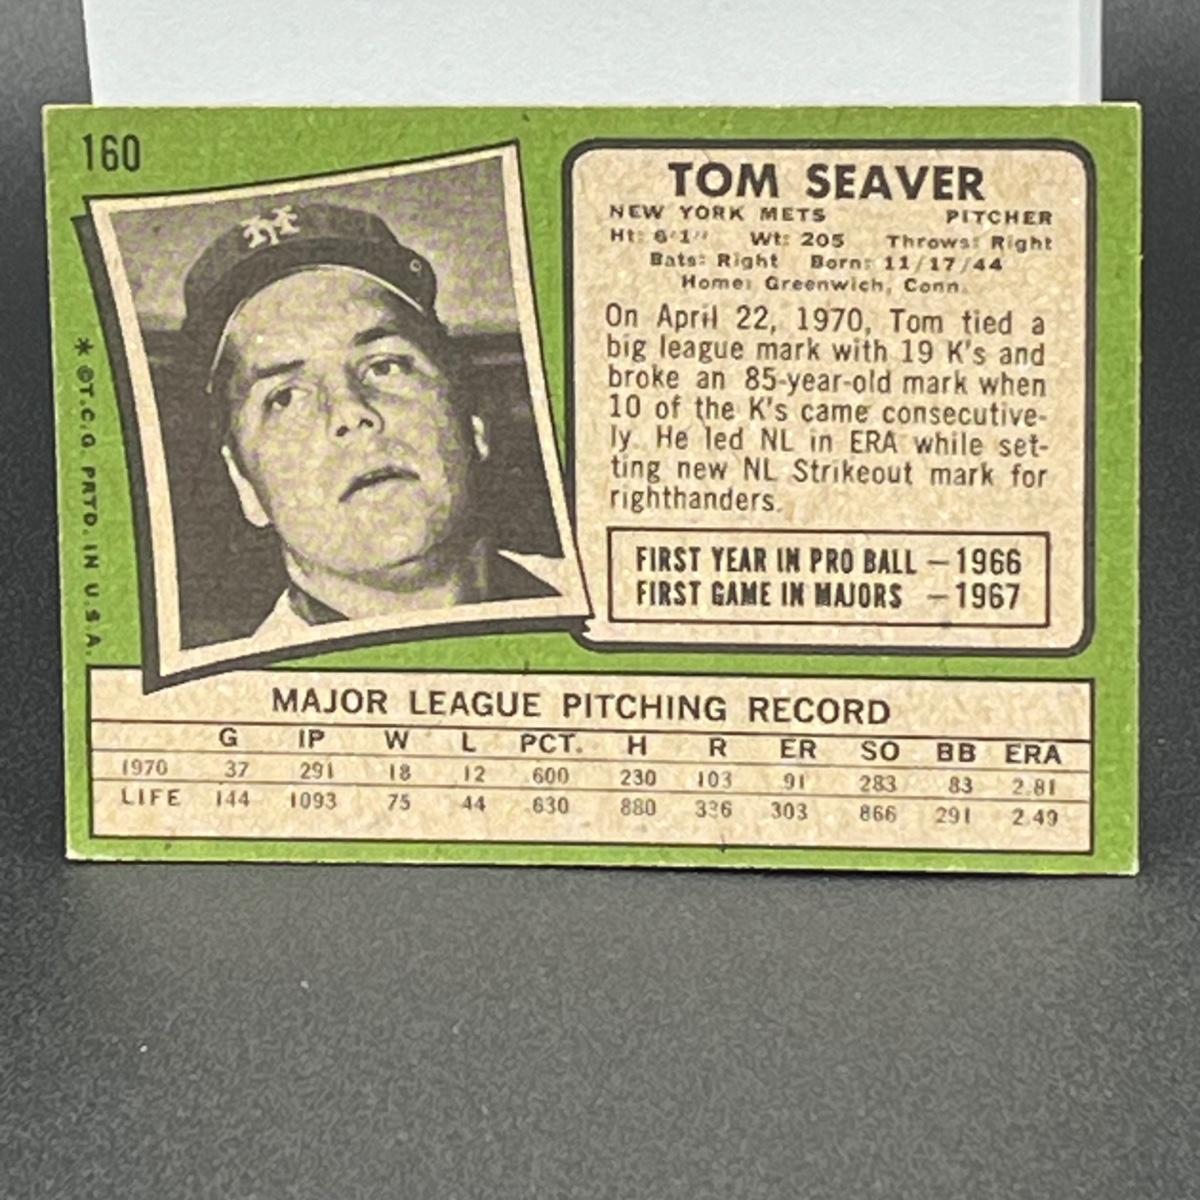 160
TOM SEAVER
NEW YORK METS PITCHER
Ht: 6'1" Wt: 205 Throws: Right
Bats: Right Born: 11/17/44
Home: Greenwich, Conn.
On April 22, 1970, Tom tied a
big league mark with 19 K's and
broke an 85-year-old mark when
10 of the K's came consecutive-
ly. He led NL in ERA while set-
ting new NL Strikeout mark for
righthanders.
FIRST YEAR IN PRO BALL — 1966
FIRST GAME IN MAJORS — 1967
* ©T.C.G. PRTD. IN U.S.A.
NY
MAJOR LEAGUE PITCHING RECORD
G IP W L PCT. H R ER SO BB ERA
1970 37 291 18 12 .600 230 103 91 283 83 2.81
LIFE 144 1093 75 44 .630 880 336 303 866 291 2.49